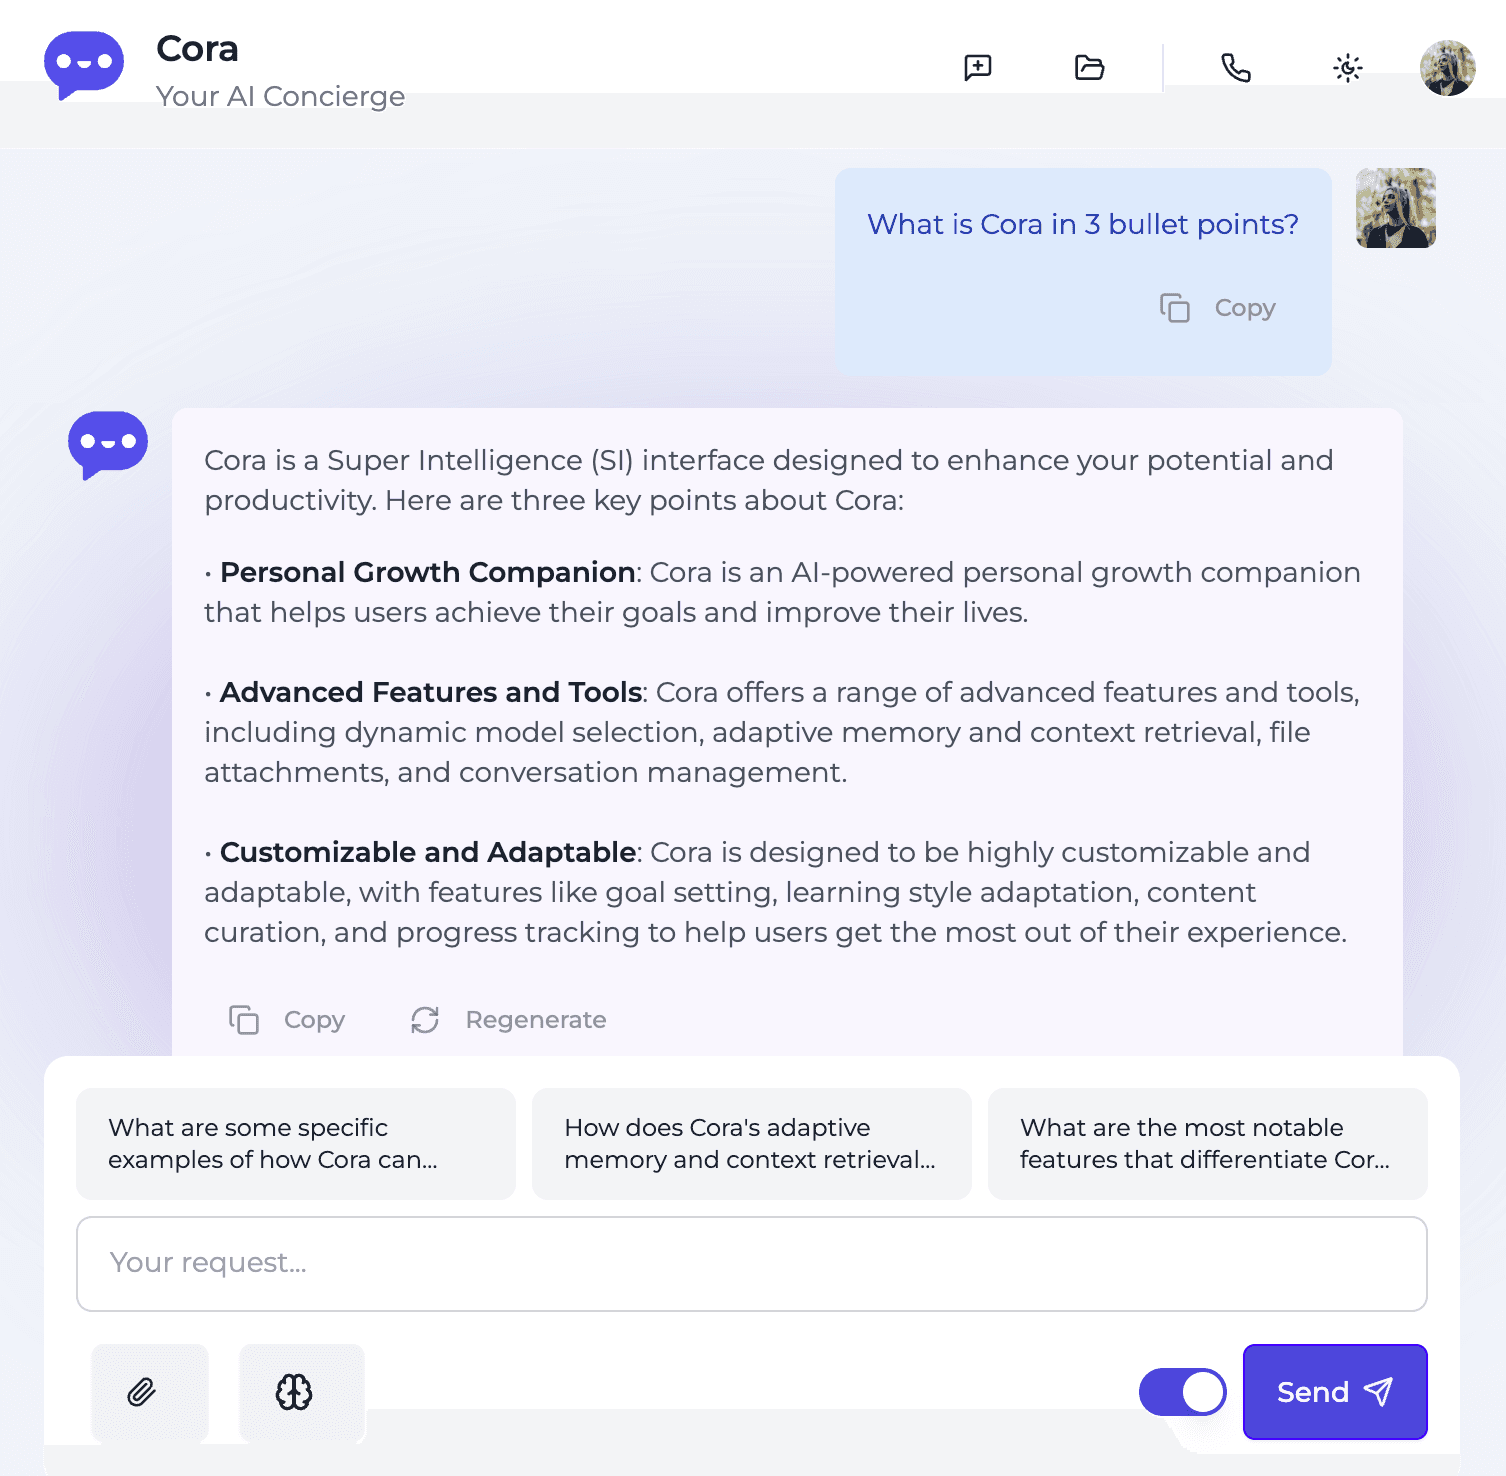 Cora
Your AI Concierge
What is Cora in 3 bullet points?
Copy
Cora is a Super Intelligence (SI) interface designed to enhance your potential and
productivity. Here are three key points about Cora:
• Personal Growth Companion: Cora is an AI-powered personal growth companion
that helps users achieve their goals and improve their lives.
• Advanced Features and Tools: Cora offers a range of advanced features and tools,
including dynamic model selection, adaptive memory and context retrieval, file
attachments, and conversation management.
• Customizable and Adaptable: Cora is designed to be highly customizable and
adaptable, with features like goal setting, learning style adaptation, content
curation, and progress tracking to help users get the most out of their experience.
Copy Regenerate
What are some specific
examples of how Cora can...
How does Cora's adaptive
memory and context retrieval...
What are the most notable
features that differentiate Cor...
Your request...
Send